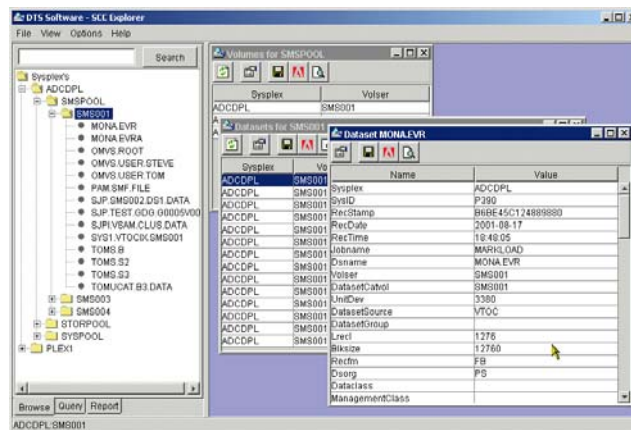 DTS Software - SCC Explorer
File View Options Help
Search
Sysplex's
ADCDPL
SMSPOOL
SMS001
MONA.EVR
MONA.EVRA
OMVS.ROOT
OMVS.USER.STEVE
OMVS.USER.TOM
PAM.SMF.FILE
SJP.SMS002.DS1.DATA
SJP.TEST.GDG.G0005V00
SJPI.VSAM.CLUS.DATA
SYS1.VTOCIX.SMS001
TOMS.B
TOMS.S2
TOMS.S3
TOMUCAT.B3.DATA
SMS003
SMS004
STORPOOL
SYSPOOL
PLEX1
Browse Query Report
ADCDPL:SMS001
Volumes for SMSPOOL
Sysplex Volser
ADCDPL SMS001
Datasets for SMS001
Sysplex Vo
ADCDPL SMS001
ADCDPL SMS001
ADCDPL SMS001
ADCDPL SMS001
ADCDPL SMS001
ADCDPL SMS001
ADCDPL SMS001
ADCDPL SMS001
ADCDPL SMS001
ADCDPL SMS001
ADCDPL SMS001
ADCDPL SMS001
ADCDPL SMS001
ADCDPL SMS001
Dataset MONA.EVR
Name Value
Sysplex ADCDPL
SysID P390
RecStamp B6BE45C124889880
RecDate 2001-08-17
RecTime 18:48:05
Jobname MARKLOAD
Dsname MONA.EVR
Volser SMS001
DatasetCatvol SMS001
UnitDev 3380
DatasetSource VTOC
DatasetGroup
Lrecl 1276
Blksize 12760
Recfm FB
Dsorg PS
Dataclass
ManagementClass